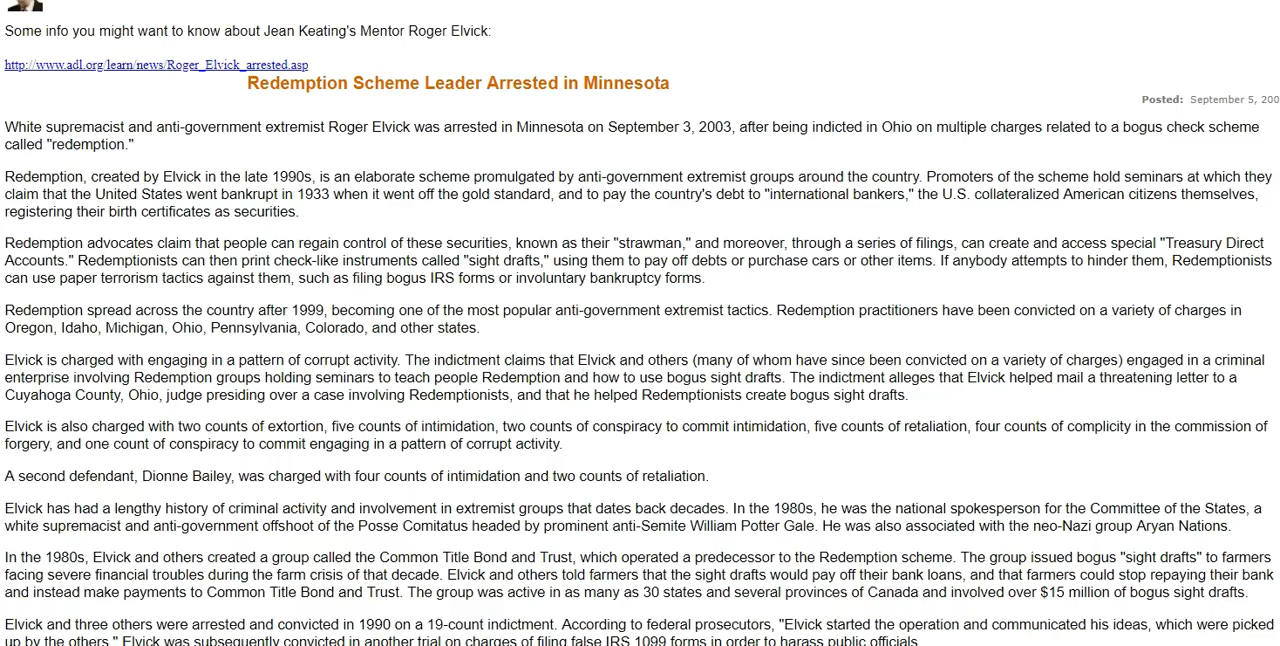 Some info you might want to know about Jean Keating's Mentor Roger Elvick:
http://www.adl.org/learn/news/Roger_Elvick_arrested.asp
Redemption Scheme Leader Arrested in Minnesota
Posted: September 5, 200
White supremacist and anti-government extremist Roger Elvick was arrested in Minnesota on September 3, 2003, after being indicted in Ohio on multiple charges related to a bogus check scheme
called "redemption."
Redemption, created by Elvick in the late 1990s, is an elaborate scheme promulgated by anti-government extremist groups around the country. Promoters of the scheme hold seminars at which they
claim that the United States went bankrupt in 1933 when it went off the gold standard, and to pay the country's debt to "international bankers," the U.S. collateralized American citizens themselves,
registering their birth certificates as securities.
Redemption advocates claim that people can regain control of these securities, known as their "strawman," and moreover, through a series of filings, can create and access special "Treasury Direct
Accounts." Redemptionists can then print check-like instruments called "sight drafts," using them to pay off debts or purchase cars or other items. If anybody attempts to hinder them, Redemptionists
can use paper terrorism tactics against them, such as filing bogus IRS forms or involuntary bankruptcy forms.
Redemption spread across the country after 1999, becoming one of the most popular anti-government extremist tactics. Redemption practitioners have been convicted on a variety of charges in
Oregon, Idaho, Michigan, Ohio, Pennsylvania, Colorado, and other states.
Elvick is charged with engaging in a pattern of corrupt activity. The indictment claims that Elvick and others (many of whom have since been convicted on a variety of charges) engaged in a criminal
enterprise involving Redemption groups holding seminars to teach people Redemption and how to use bogus sight drafts. The indictment alleges that Elvick helped mail a threatening letter to a
Cuyahoga County, Ohio, judge presiding over a case involving Redemptionists, and that he helped Redemptionists create bogus sight drafts.
Elvick is also charged with two counts of extortion, five counts of intimidation, two counts of conspiracy to commit intimidation, five counts of retaliation, four counts of complicity in the commission of
forgery, and one count of conspiracy to commit engaging in a pattern of corrupt activity.
A second defendant, Dionne Bailey, was charged with four counts of intimidation and two counts of retaliation.
Elvick has had a lengthy history of criminal activity and involvement in extremist groups that dates back decades. In the 1980s, he was the national spokesperson for the Committee of the States, a
white supremacist and anti-government offshoot of the Posse Comitatus headed by prominent anti-Semite William Potter Gale. He was also associated with the neo-Nazi group Aryan Nations.
In the 1980s, Elvick and others created a group called the Common Title Bond and Trust, which operated a predecessor to the Redemption scheme. The group issued bogus "sight drafts" to farmers
facing severe financial troubles during the farm crisis of that decade. Elvick and others told farmers that the sight drafts would pay off their bank loans, and that farmers could stop repaying their bank
and instead make payments to Common Title Bond and Trust. The group was active in as many as 30 states and several provinces of Canada and involved over $15 million of bogus sight drafts.
Elvick and three others were arrested and convicted in 1990 on a 19-count indictment. According to federal prosecutors, "Elvick started the operation and communicated his ideas, which were picked
up by the others." Elvick was subsequently convicted in another trial on charges of filing false IRS 1099 forms in order to harass public officials.